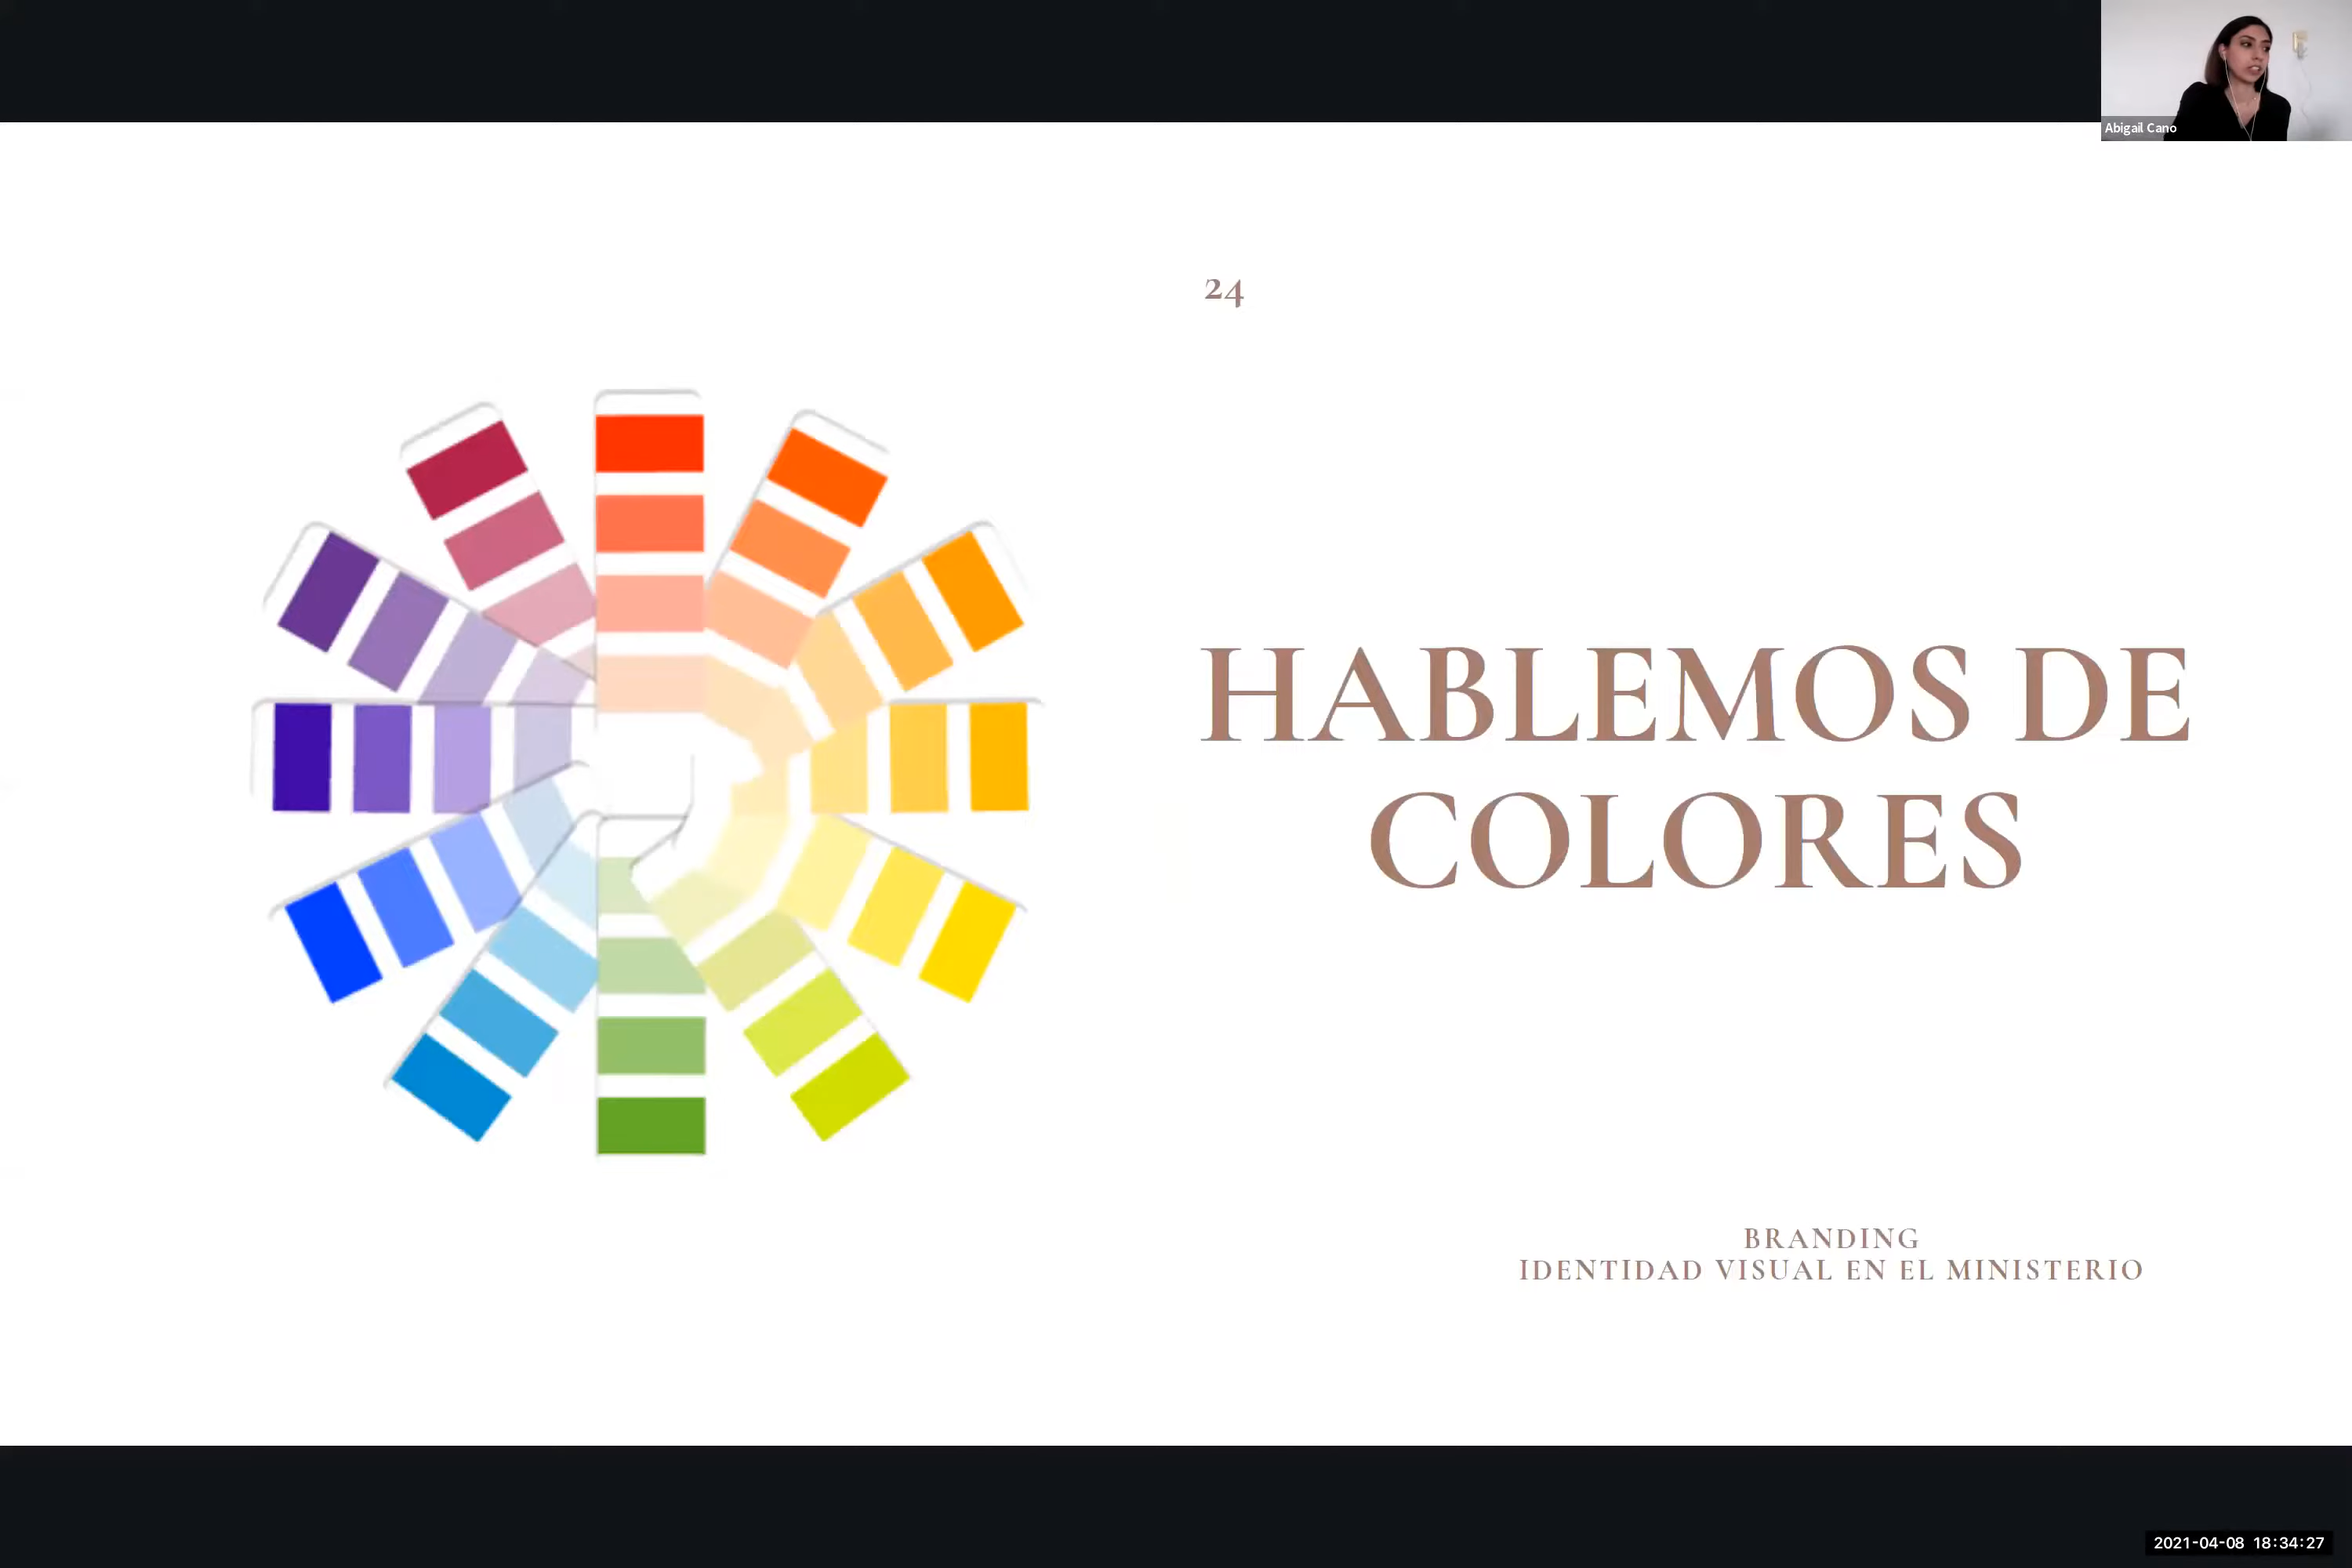 Abigail Cano
24
HABLEMOS DE
COLORES
BRANDING
IDENTIDAD VISUAL EN EL MINISTERIO
2021-04-08 18:34:27